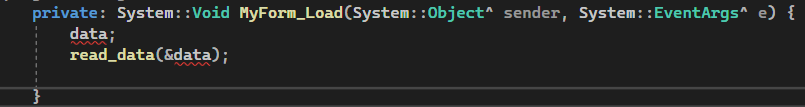 private: System::Void MyForm_Load(System::Object^ sender, System::EventArgs^ e) {
data;
read_data(&data);
}